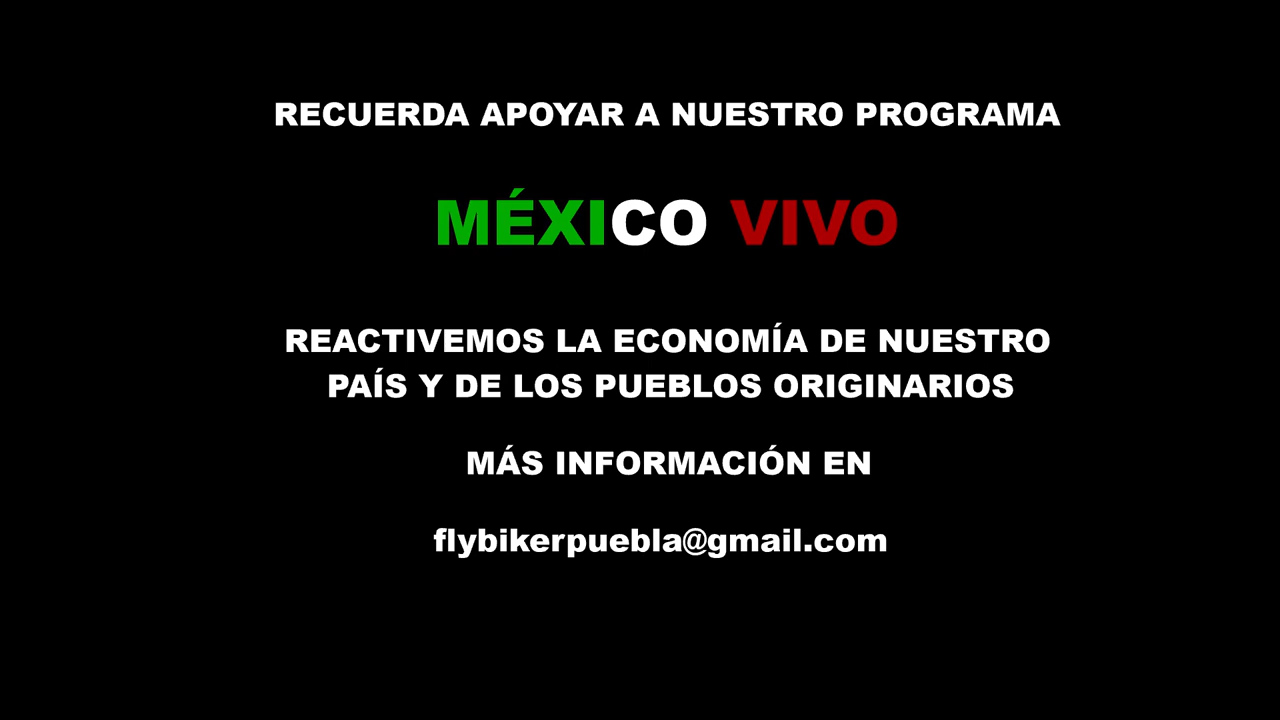 RECUERDA APOYAR A NUESTRO PROGRAMA
MÉXICO VIVO
REACTIVEMOS LA ECONOMÍA DE NUESTRO
PAÍS Y DE LOS PUEBLOS ORIGINARIOS
MÁS INFORMACIÓN EN
flybikerpuebla@gmail.com